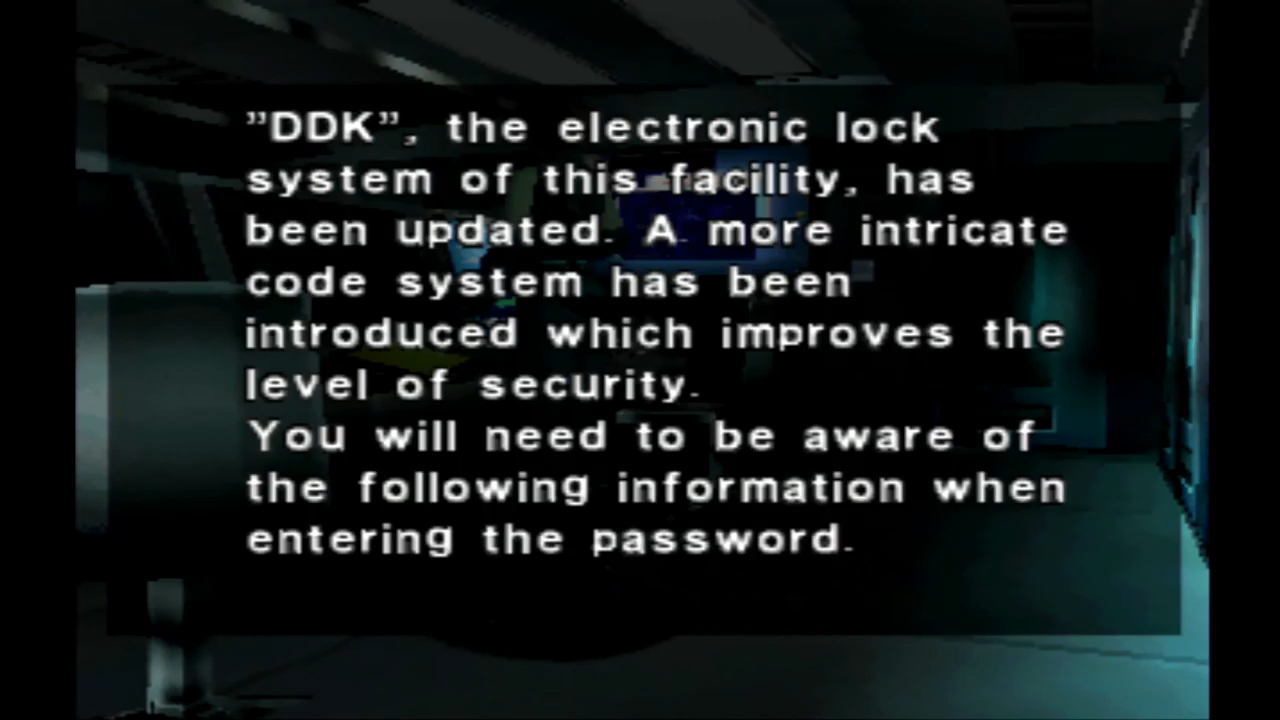 "DDK", the electronic lock
system of this facility, has
been updated. A more intricate
code system has been
introduced which improves the
level of security.
You will need to be aware of
the following information when
entering the password.